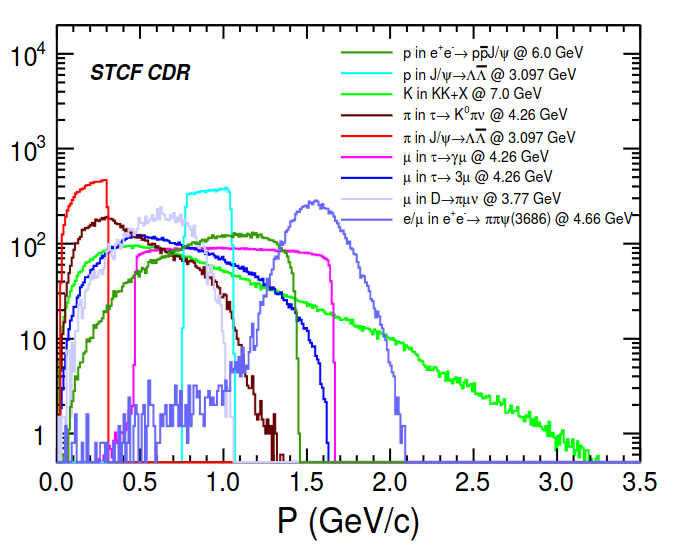 10⁴
STCF CDR
p in e⁺e⁻→ pp̅J/ψ @ 6.0 GeV
p in J/ψ→ΛΛ̅ @ 3.097 GeV
K in KK+X @ 7.0 GeV
π in τ→ K⁰πν @ 4.26 GeV
π in J/ψ→ΛΛ̅ @ 3.097 GeV
μ in τ→γμ @ 4.26 GeV
μ in τ→ 3μ @ 4.26 GeV
μ in D→πμν @ 3.77 GeV
e/μ in e⁺e⁻→ ππψ(3686) @ 4.66 GeV
10³
10²
10
1
0.0 0.5 1.0 1.5 2.0 2.5 3.0 3.5
P (GeV/c)